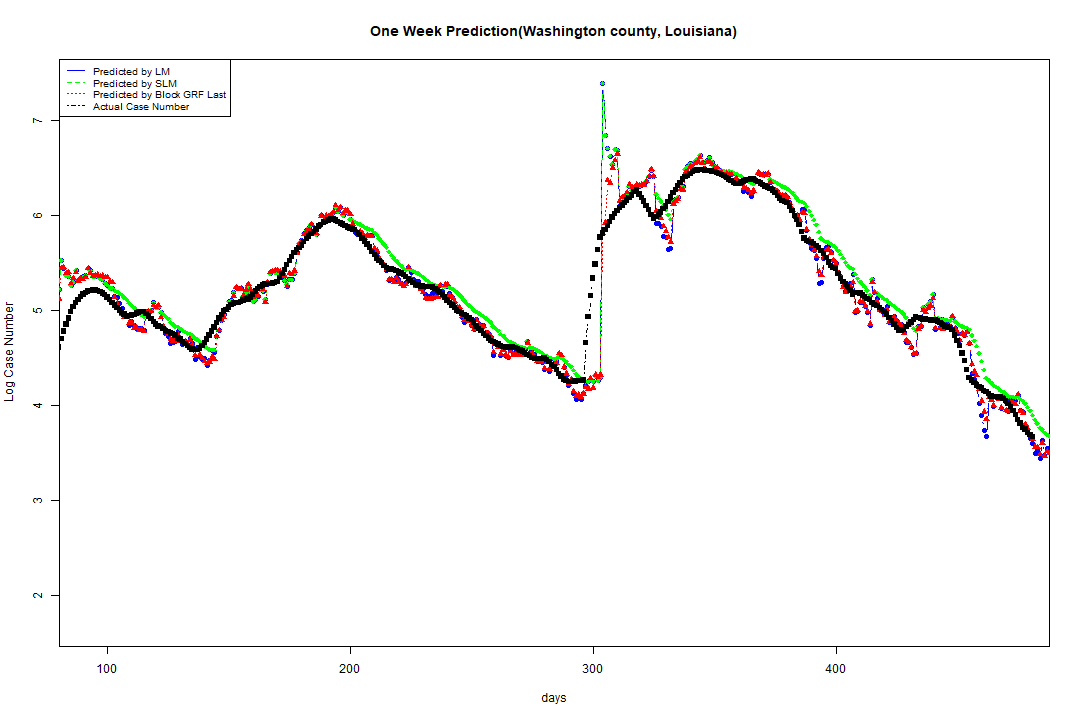 One Week Prediction(Washington county, Louisiana)
Predicted by LM
Predicted by SLM
Predicted by Block GRF Last
Actual Case Number
7
6
5
4
3
2
Log Case Number
100 200 300 400
days